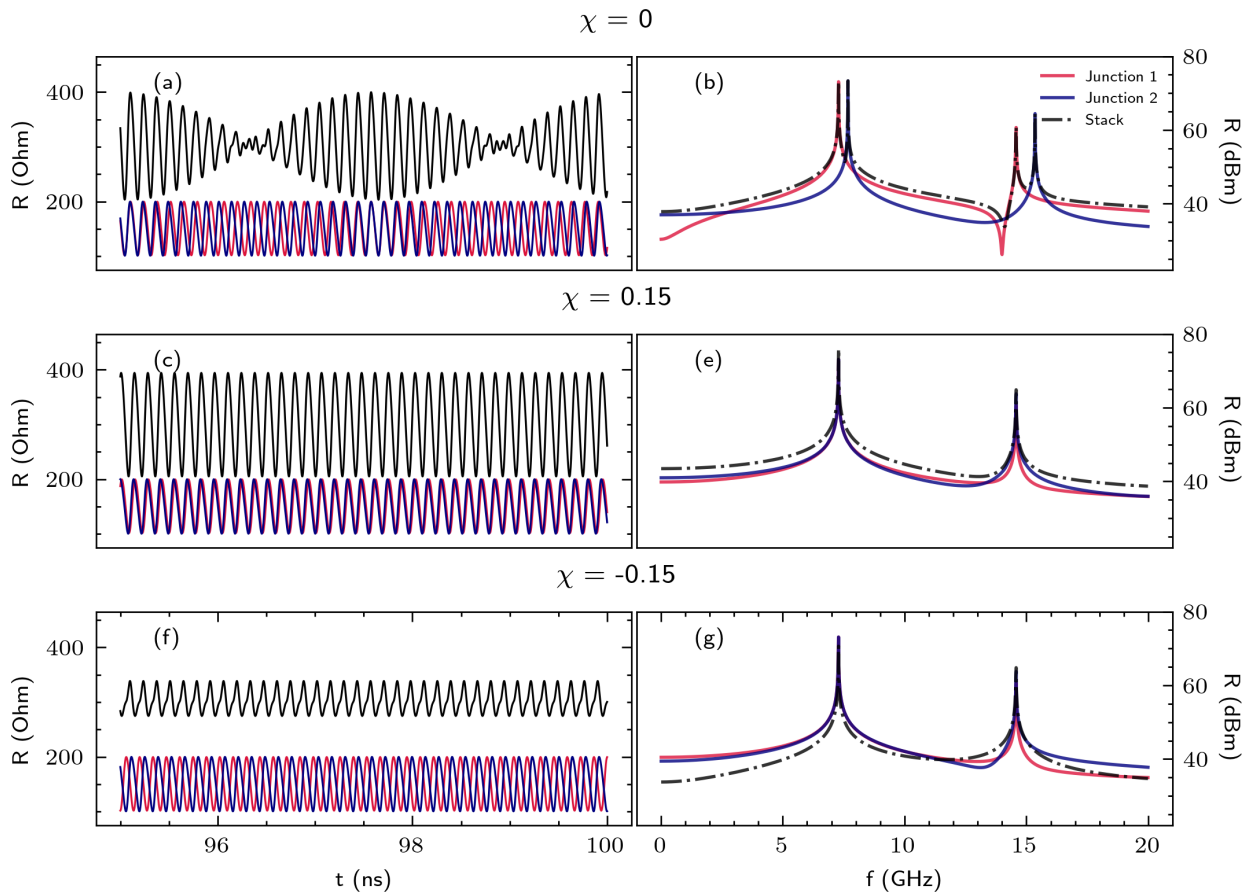 χ = 0
(a)
(b)
400
200
R (Ohm)
80
60
40
R (dBm)
Junction 1
Junction 2
Stack
χ = 0.15
(c)
(e)
400
200
R (Ohm)
80
60
40
R (dBm)
χ = -0.15
(f)
(g)
400
200
R (Ohm)
80
60
40
R (dBm)
96
98
100
0
5
10
15
20
t (ns)
f (GHz)